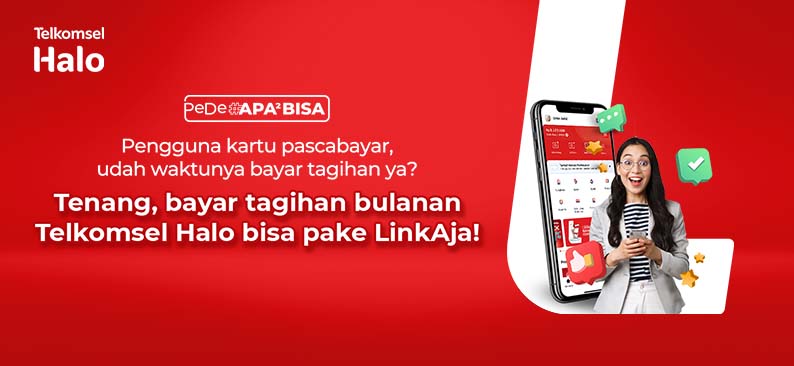 Telkomsel
Halo
PeDe#APA²BISA
Pengguna kartu pascabayar,
udah waktunya bayar tagihan ya?
Tenang, bayar tagihan bulanan
Telkomsel Halo bisa pake LinkAja!